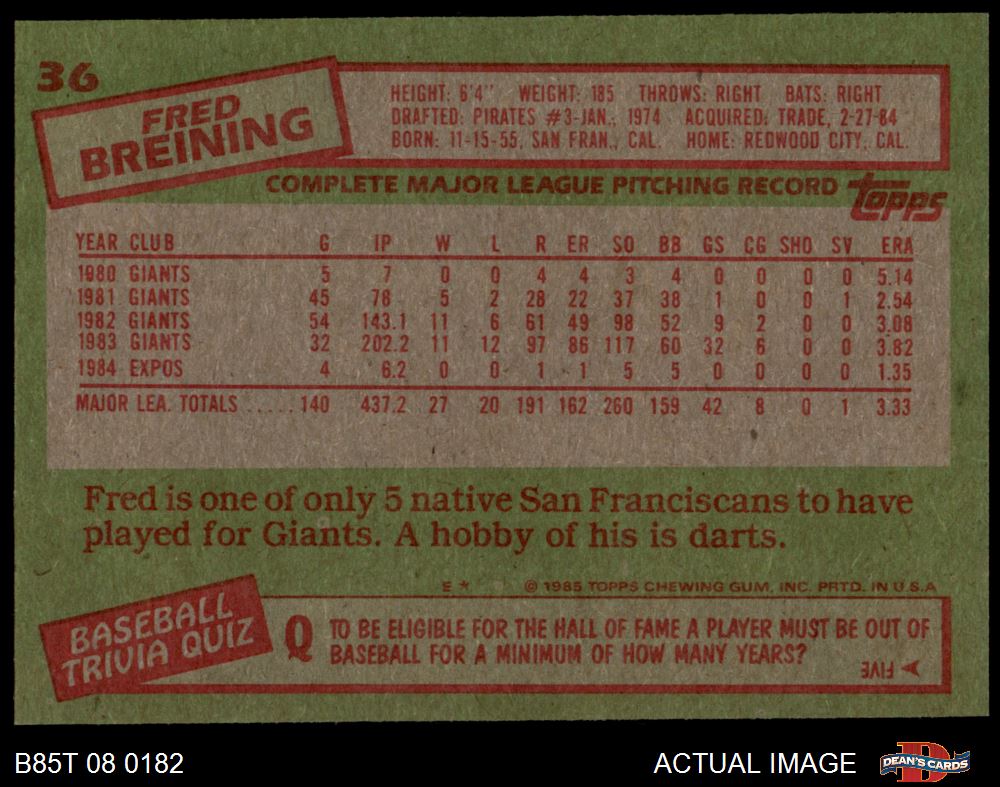 36
FRED
BREINING
HEIGHT: 6'4" WEIGHT: 185 THROWS: RIGHT BATS: RIGHT
DRAFTED: PIRATES #3-JAN., 1974 ACQUIRED: TRADE, 2-27-84
BORN: 11-15-55, SAN FRAN., CAL. HOME: REDWOOD CITY, CAL.
COMPLETE MAJOR LEAGUE PITCHING RECORD topps
YEAR CLUB G IP W L R ER SO BB GS CG SHO SV ERA
1980 GIANTS 5 7 0 0 4 4 3 4 0 0 0 0 5.14
1981 GIANTS 45 78 5 2 28 22 37 38 1 0 0 1 2.54
1982 GIANTS 54 143.1 11 6 61 49 98 52 9 2 0 0 3.08
1983 GIANTS 32 202.2 11 12 97 86 117 60 32 6 0 0 3.82
1984 EXPOS 4 6.2 0 0 1 1 5 5 0 0 0 0 1.35
MAJOR LEA. TOTALS ..... 140 437.2 27 20 191 162 260 159 42 8 0 1 3.33
Fred is one of only 5 native San Franciscans to have
played for Giants. A hobby of his is darts.
E * © 1985 TOPPS CHEWING GUM, INC. PRTD. IN U.S.A
BASEBALL
TRIVIA QUIZ
Q TO BE ELIGIBLE FOR THE HALL OF FAME A PLAYER MUST BE OUT OF
BASEBALL FOR A MINIMUM OF HOW MANY YEARS?
FIVE
B85T 08 0182 ACTUAL IMAGE D DEAN'S CARDS